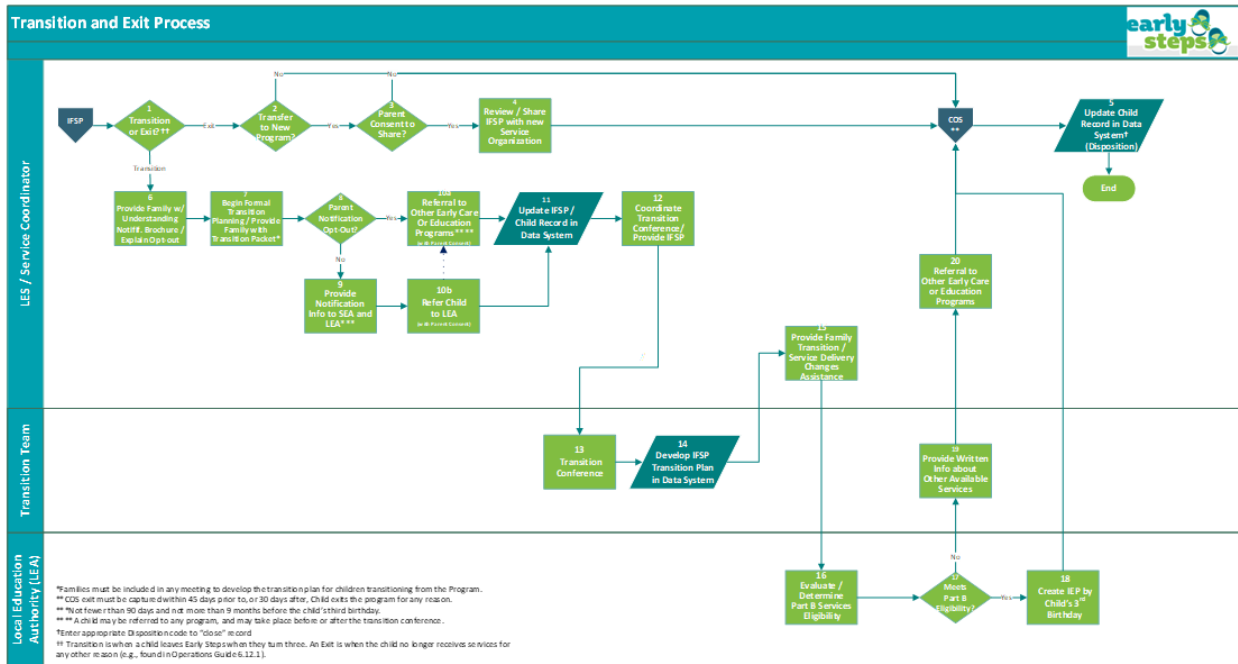 Transition and Exit Process
early
steps
LES / Service Coordinator
Transition Team
Local Education
Authority (LEA)
IFSP
1
Transition
or Exit?††
Exit
Transition
2
Transfer
to New
Program?
No
Yes
3
Parent
Consent to
Share?
No
Yes
4
Review / Share
IFSP with new
Service
Organization
COS
**
5
Update Child
Record in Data
System†
(Disposition)
End
6
Provide Family w/
Understanding
Notif. Brochure /
Explain Opt-out
7
Begin Formal
Transition
Planning / Provide
Family with
Transition Packet*
8
Parent
Notification
Opt-Out?
Yes
No
9
Provide
Notification
Info to SEA and
LEA***
10a
Referral to
Other Early Care
Or Education
Programs****
(with Parent Consent)
10b
Refer Child
to LEA
(with Parent Consent)
11
Update IFSP /
Child Record in
Data System
12
Coordinate
Transition
Conference/
Provide IFSP
13
Transition
Conference
14
Develop IFSP
Transition Plan
in Data System
15
Provide Family
Transition /
Service Delivery
Changes
Assistance
16
Evaluate /
Determine
Part B Services
Eligibility
17
Meets
Part B
Eligibility?
No
Yes
18
Create IEP by
Child's 3rd
Birthday
19
Provide Written
Info about
Other Available
Services
20
Referral to
Other Early Care
or Education
Programs
*Families must be included in any meeting to develop the transition plan for children transitioning from the Program.
** COS exit must be captured within 45 days prior to, or 30 days after, Child exits the program for any reason.
** *Not fewer than 90 days and not more than 9 months before the child's third birthday.
** ** A child may be referred to any program, and may take place before or after the transition conference.
†Enter appropriate Disposition code to "close" record
†† Transition is when a child leaves Early Steps when they turn three. An Exit is when the child no longer receives services for
any other reason (e.g., found in Operations Guide 6.12.1).